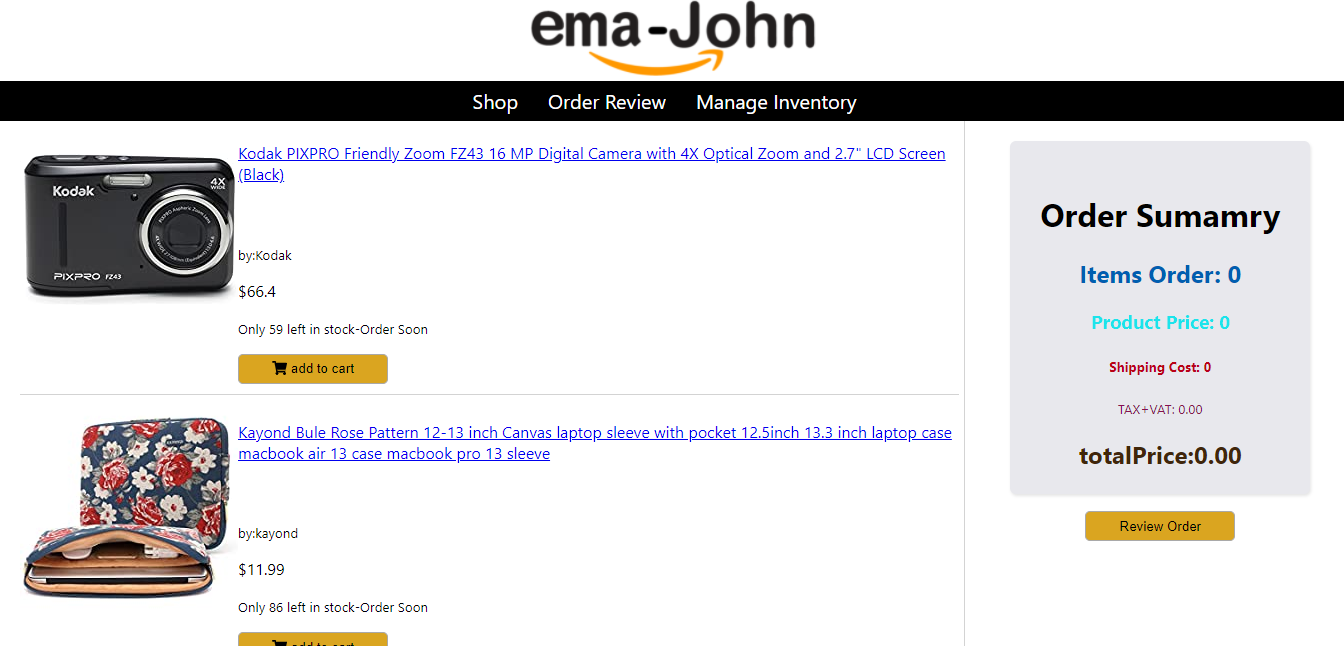 ema-John
Shop Order Review Manage Inventory
Kodak PIXPRO Friendly Zoom FZ43 16 MP Digital Camera with 4X Optical Zoom and 2.7" LCD Screen
(Black)
Kodak
4X
WIDE
PIXPRO FZ43
by:Kodak
$66.4
Only 59 left in stock-Order Soon
add to cart
Kayond Bule Rose Pattern 12-13 inch Canvas laptop sleeve with pocket 12.5inch 13.3 inch laptop case
macbook air 13 case macbook pro 13 sleeve
by:kayond
$11.99
Only 86 left in stock-Order Soon
add to cart
Order Sumamry
Items Order: 0
Product Price: 0
Shipping Cost: 0
TAX+VAT: 0.00
totalPrice:0.00
Review Order